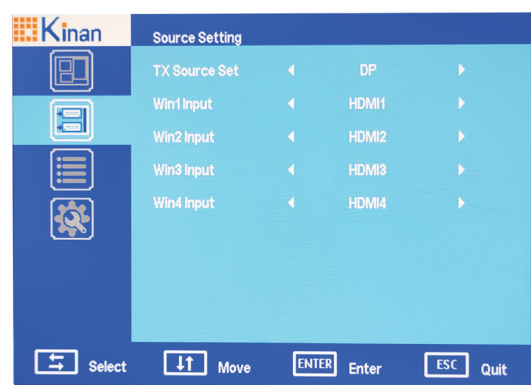 Kinan
Source Setting
TX Source Set DP
Win1 Input HDMI1
Win2 Input HDMI2
Win3 Input HDMI3
Win4 Input HDMI4
Select Move ENTER Enter ESC Quit